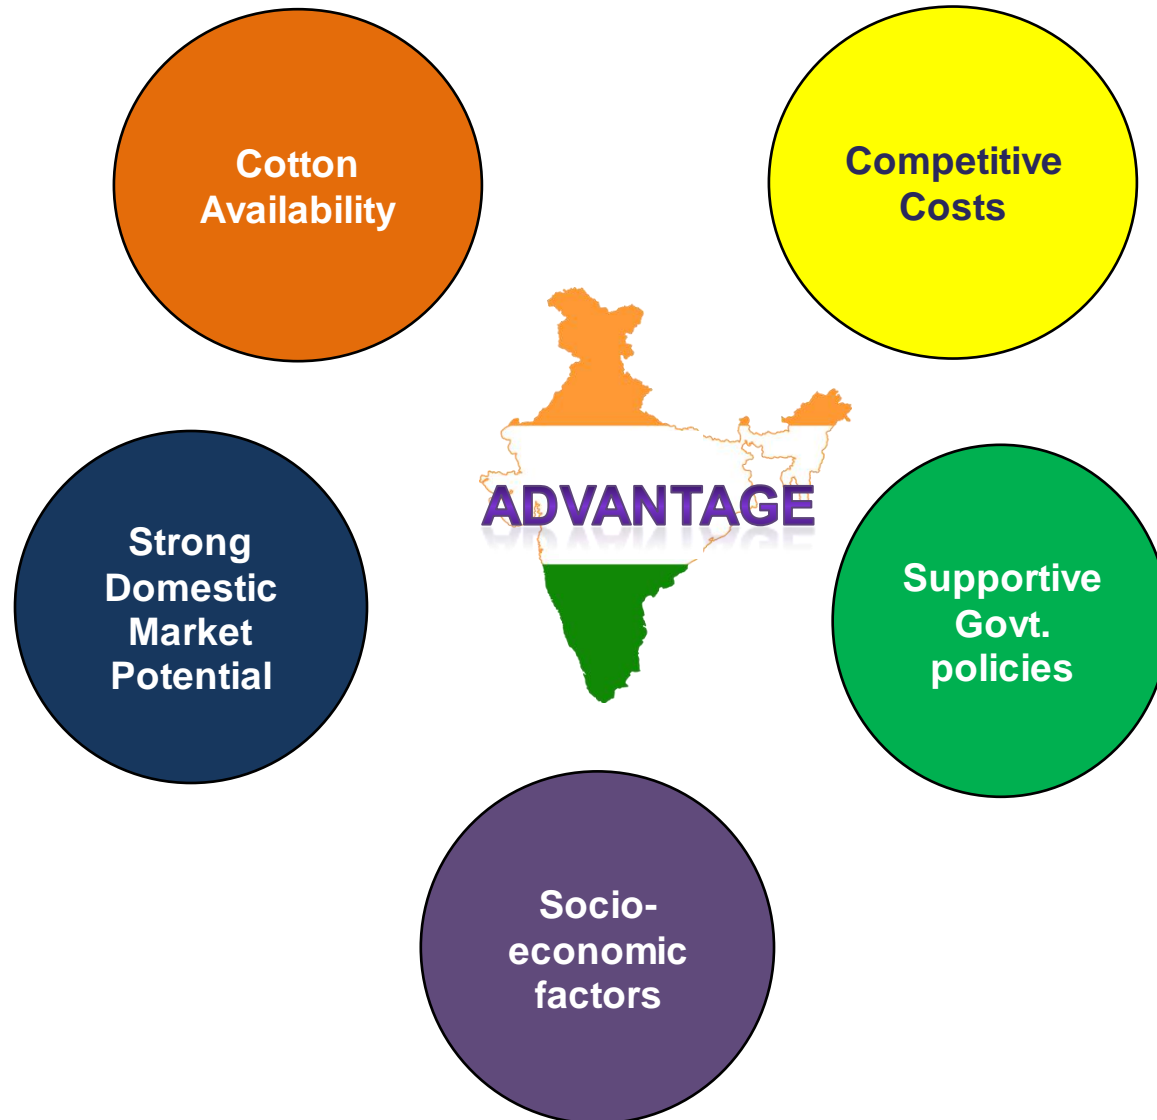 Cotton
Availability
Competitive
Costs
ADVANTAGE
Strong
Domestic
Market
Potential
Supportive
Govt.
policies
Socio-
economic
factors